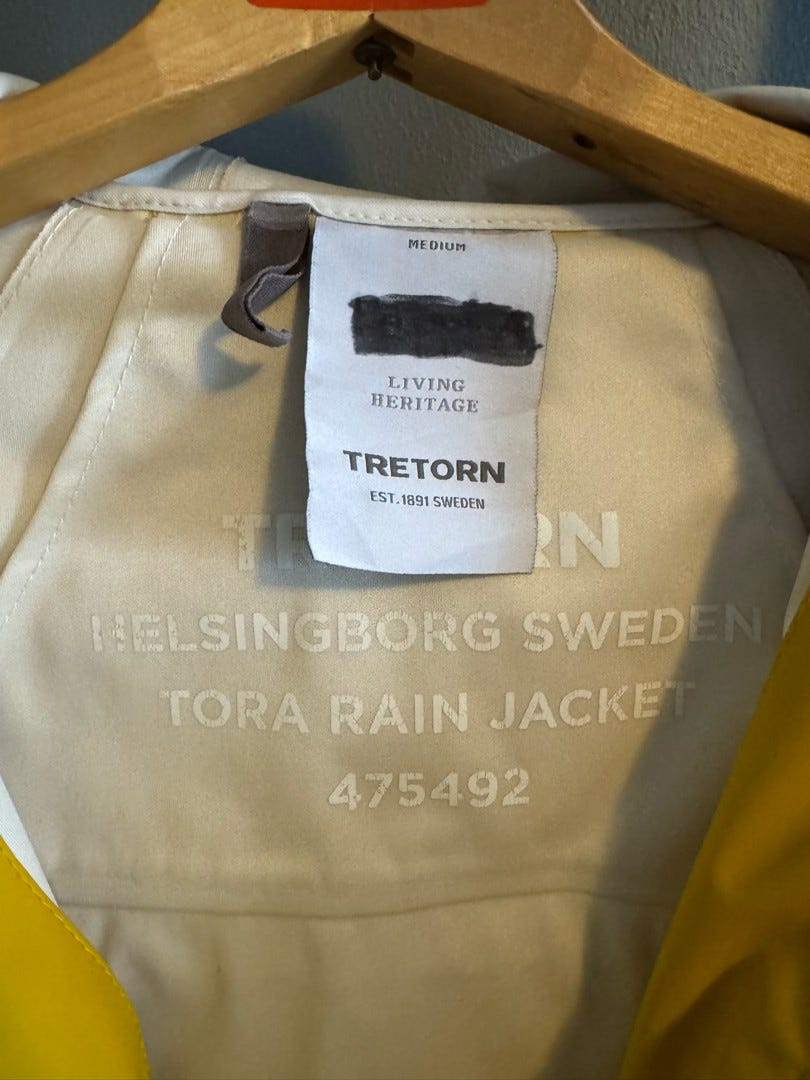 MEDIUM
LIVING
HERITAGE
TRETORN
EST. 1891 SWEDEN
HELSINGBORG SWEDEN
TORA RAIN JACKET
475492